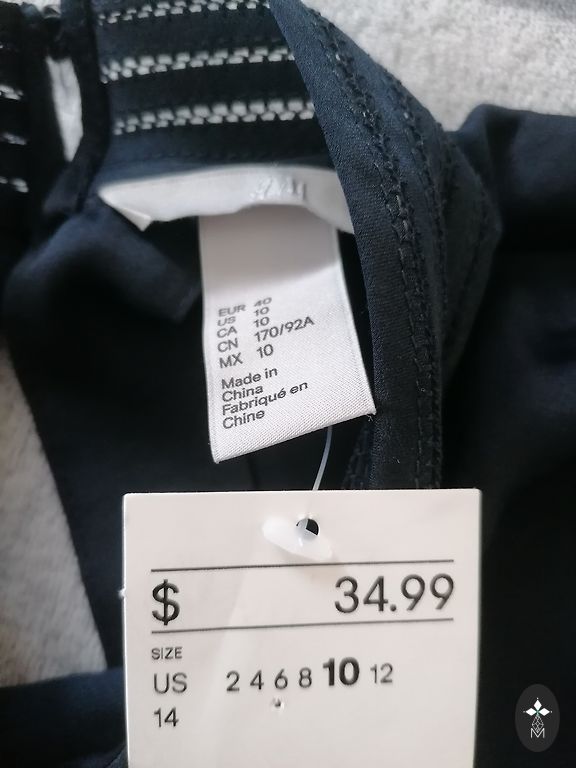 H&M
EUR 40
US 10
CA 10
CN 170/92A
MX 10
Made in
China
Fabriqué en
Chine
$ 34.99
SIZE
US 2 4 6 8 10 12
14
M